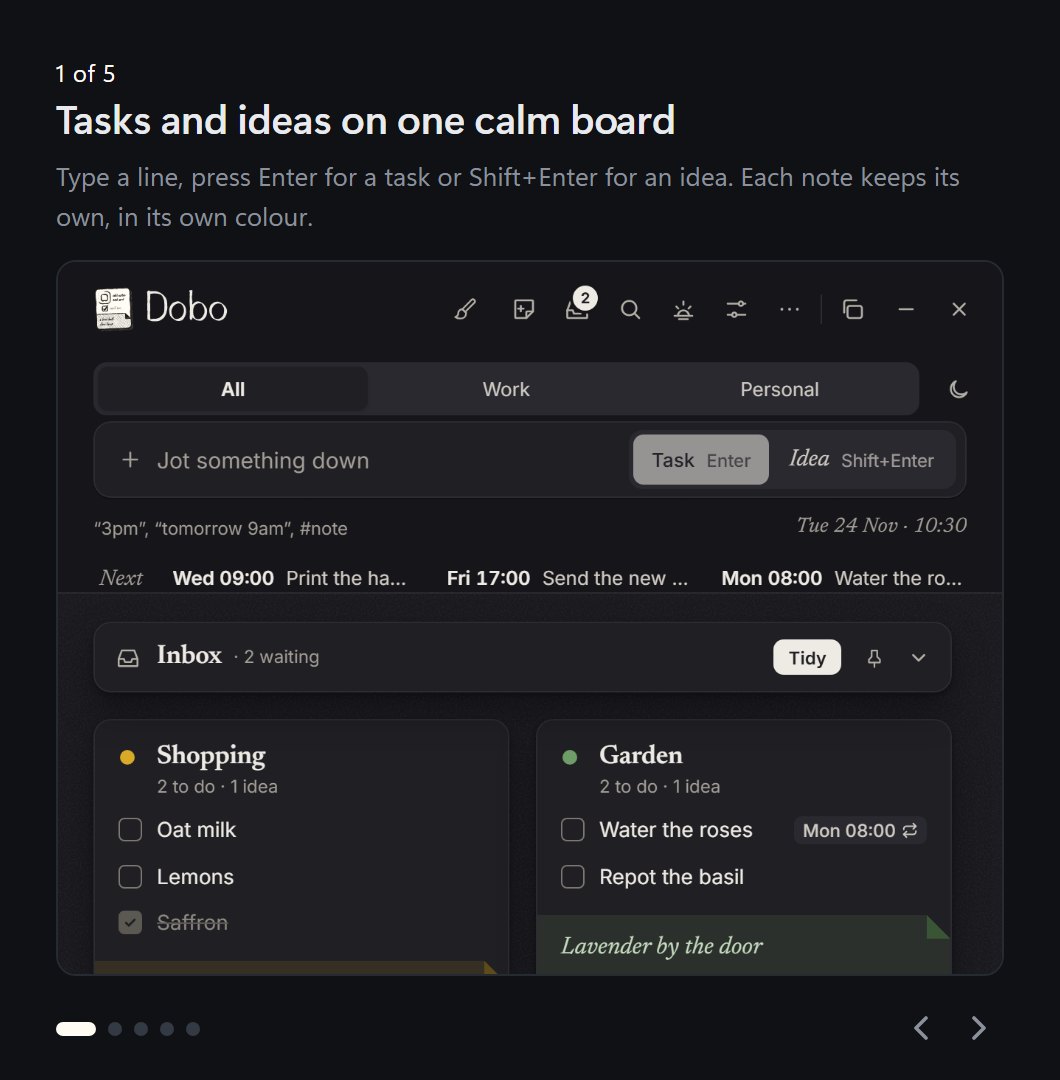 1 of 5
Tasks and ideas on one calm board
Type a line, press Enter for a task or Shift+Enter for an idea. Each note keeps its
own, in its own colour.
Dobo
2
All Work Personal
Jot something down Task Enter Idea Shift+Enter
“3pm”, “tomorrow 9am”, #note Tue 24 Nov · 10:30
Next Wed 09:00 Print the ha... Fri 17:00 Send the new ... Mon 08:00 Water the ro...
Inbox · 2 waiting Tidy
Shopping
2 to do · 1 idea
Oat milk
Lemons
Saffron
Garden
2 to do · 1 idea
Water the roses Mon 08:00
Repot the basil
Lavender by the door